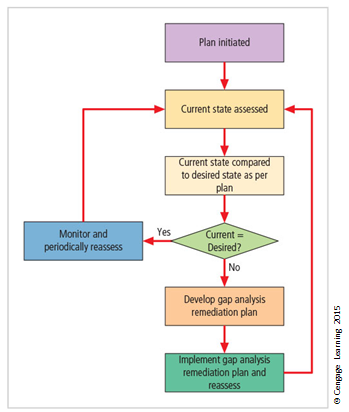 Plan initiated
Current state assessed
Current state compared
to desired state as per
plan
Monitor and
periodically reassess
Yes
Current =
Desired?
No
Develop gap analysis
remediation plan
Implement gap analysis
remediation plan and
reassess
© Cengage Learning 2015